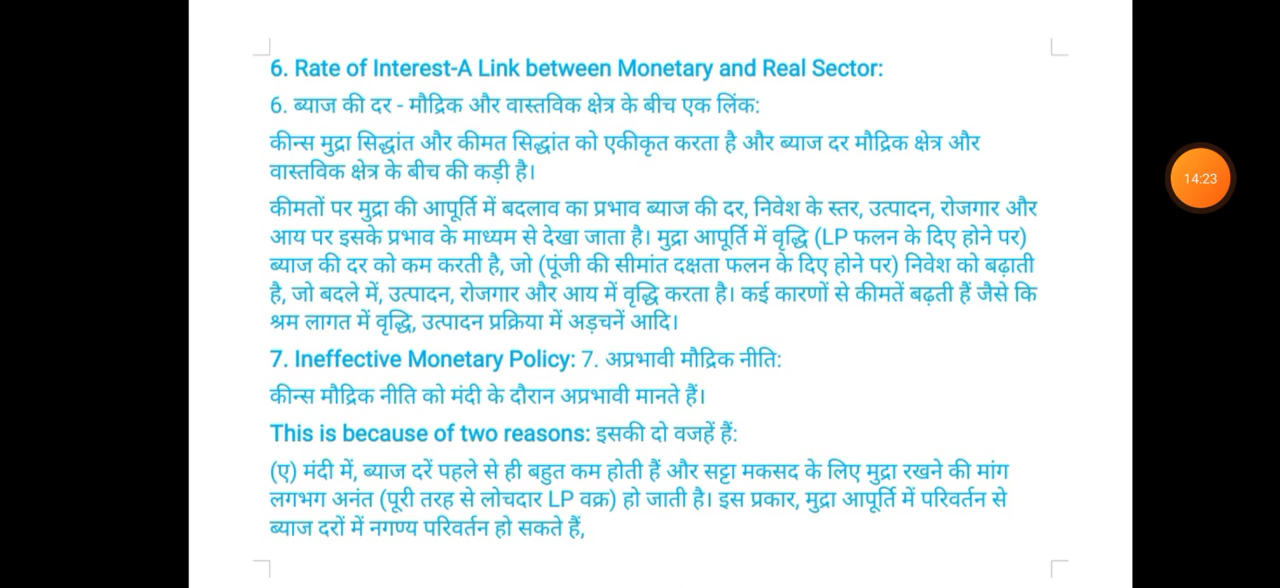 6. Rate of Interest-A Link between Monetary and Real Sector:
6. ब्याज की दर - मौद्रिक और वास्तविक क्षेत्र के बीच एक लिंक:
कीन्स मुद्रा सिद्धांत और कीमत सिद्धांत को एकीकृत करता है और ब्याज दर मौद्रिक क्षेत्र और
वास्तविक क्षेत्र के बीच की कड़ी है।
कीमतों पर मुद्रा की आपूर्ति में बदलाव का प्रभाव ब्याज की दर, निवेश के स्तर, उत्पादन, रोजगार और
आय पर इसके प्रभाव के माध्यम से देखा जाता है। मुद्रा आपूर्ति में वृद्धि (LP फलन के दिए होने पर)
ब्याज की दर को कम करती है, जो (पूंजी की सीमांत दक्षता फलन के दिए होने पर) निवेश को बढ़ाती
है, जो बदले में, उत्पादन, रोजगार और आय में वृद्धि करता है। कई कारणों से कीमतें बढ़ती हैं जैसे कि
श्रम लागत में वृद्धि, उत्पादन प्रक्रिया में अड़चनें आदि।
7. Ineffective Monetary Policy: 7. अप्रभावी मौद्रिक नीति:
कीन्स मौद्रिक नीति को मंदी के दौरान अप्रभावी मानते हैं।
This is because of two reasons: इसकी दो वजहें हैं:
(ए) मंदी में, ब्याज दरें पहले से ही बहुत कम होती हैं और सट्टा मकसद के लिए मुद्रा रखने की मांग
लगभग अनंत (पूरी तरह से लोचदार LP वक्र) हो जाती है। इस प्रकार, मुद्रा आपूर्ति में परिवर्तन से
ब्याज दरों में नगण्य परिवर्तन हो सकते हैं,
14:23